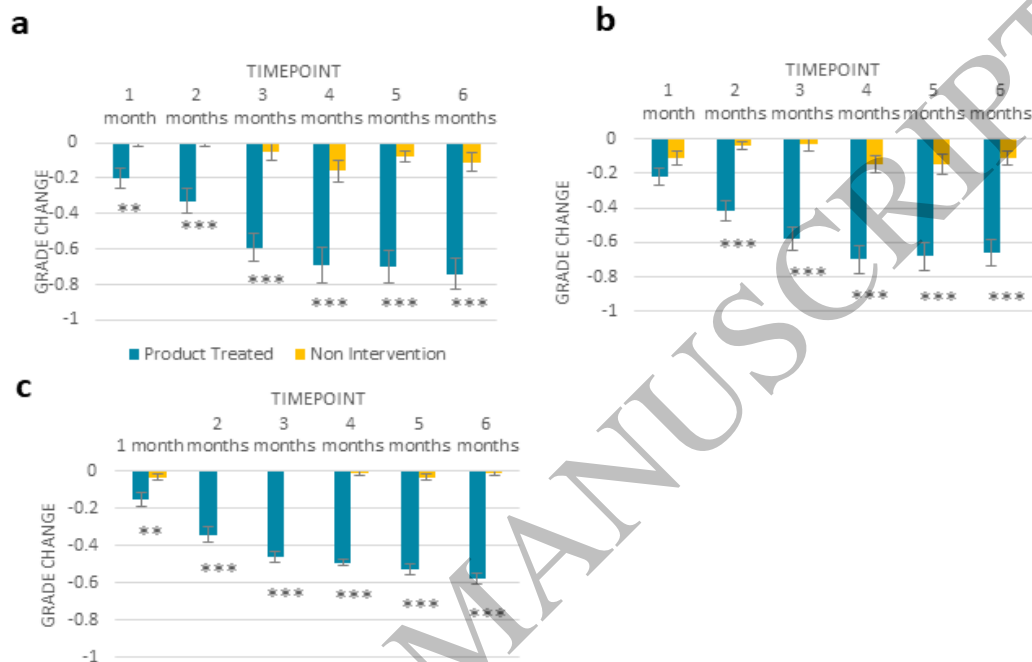 a
TIMEPOINT
1 month
2 months
3 months
4 months
5 months
6 months
0
-0.2
-0.4
-0.6
-0.8
-1
GRADE CHANGE
**
***
***
***
***
***
Product Treated
Non Intervention
b
TIMEPOINT
1 month
2 months
3 months
4 months
5 months
6 months
0
-0.2
-0.4
-0.6
-0.8
-1
GRADE CHANGE
***
***
***
***
***
c
TIMEPOINT
1 month
2 months
3 months
4 months
5 months
6 months
0
-0.2
-0.4
-0.6
-0.8
-1
GRADE CHANGE
**
***
***
***
***
***
MANUSCRIPT